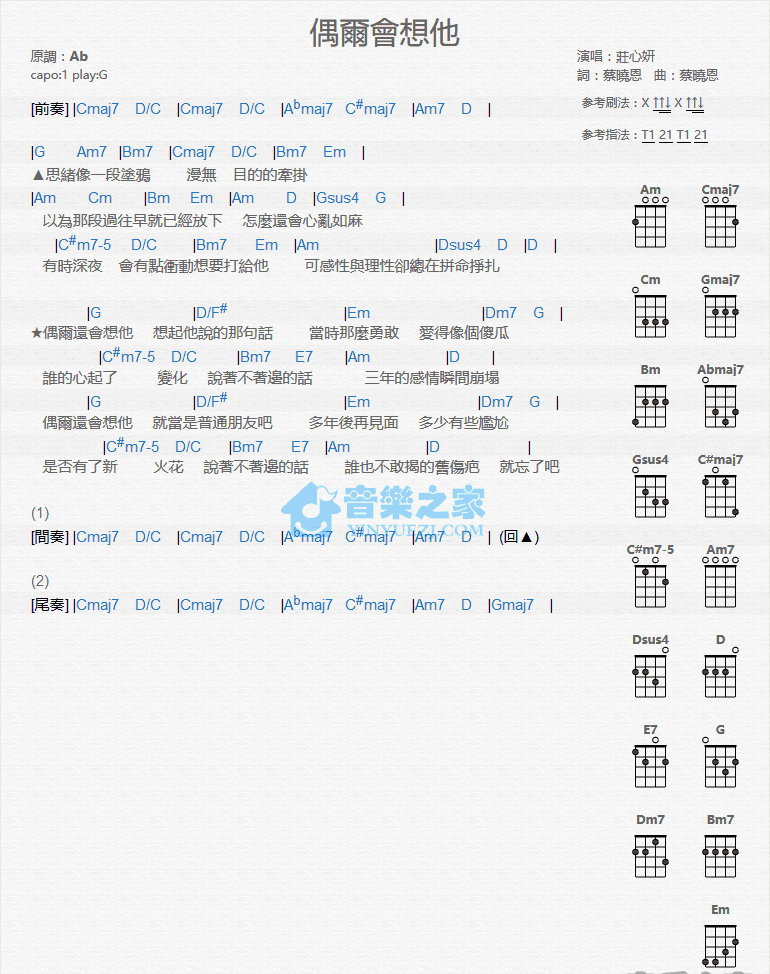 偶爾會想他
原調：Ab
capo:1 play:G
演唱：莊心妍
詞：蔡曉恩 曲：蔡曉恩
参考刷法：X ↑↑↓ X ↑↑↓
参考指法：T1 21 T1 21
[前奏] |Cmaj7 D/C |Cmaj7 D/C |Abmaj7 C#maj7 |Am7 D |
|G Am7 |Bm7 |Cmaj7 D/C |Bm7 Em |
▲思緒像一段塗鴉 漫無 目的的牽掛
|Am Cm |Bm Em |Am D |Gsus4 G |
以為那段過往早就已經放下 怎麼還會心亂如麻
|C#m7-5 D/C |Bm7 Em |Am |Dsus4 D |D |
有時深夜 會有點衝動想要打給他 可感性與理性卻總在拼命掙扎
|G |D/F# |Em |Dm7 G |
★偶爾還會想他 想起他說的那句話 當時那麼勇敢 愛得像個傻瓜
|C#m7-5 D/C |Bm7 E7 |Am |D |
誰的心起了 變化 說著不著邊的話 三年的感情瞬間崩塌
|G |D/F# |Em |Dm7 G |
偶爾還會想他 就當是普通朋友吧 多年後再見面 多少有些尷尬
|C#m7-5 D/C |Bm7 E7 |Am |D |
是否有了新 火花 說著不著邊的話 誰也不敢揭的舊傷疤 就忘了吧
(1)
[間奏] |Cmaj7 D/C |Cmaj7 D/C |Abmaj7 C#maj7 |Am7 D | (回▲)
(2)
[尾奏] |Cmaj7 D/C |Cmaj7 D/C |Abmaj7 C#maj7 |Am7 D |Gmaj7 |
音樂之家
YINYUEZJ.COM
Am Cmaj7
Cm Gmaj7
Bm Abmaj7
Gsus4 C#maj7
C#m7-5 Am7
Dsus4 D
E7 G
Dm7 Bm7
Em